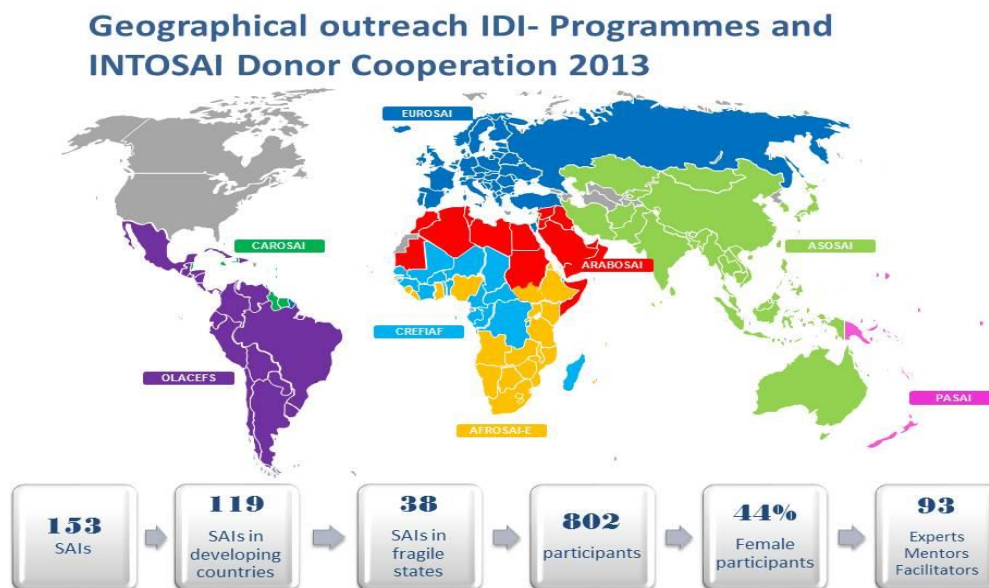 Geographical outreach IDI- Programmes and
INTOSAI Donor Cooperation 2013
EUROSAI
CAROSAI
ARABOSAI
ASOSAI
CREFIAF
OLACEFS
PASAI
AFROSAI-E
153
SAIs
119
SAIs in
developing
countries
38
SAIs in
fragile
states
802
participants
44%
Female
participants
93
Experts
Mentors
Facilitators